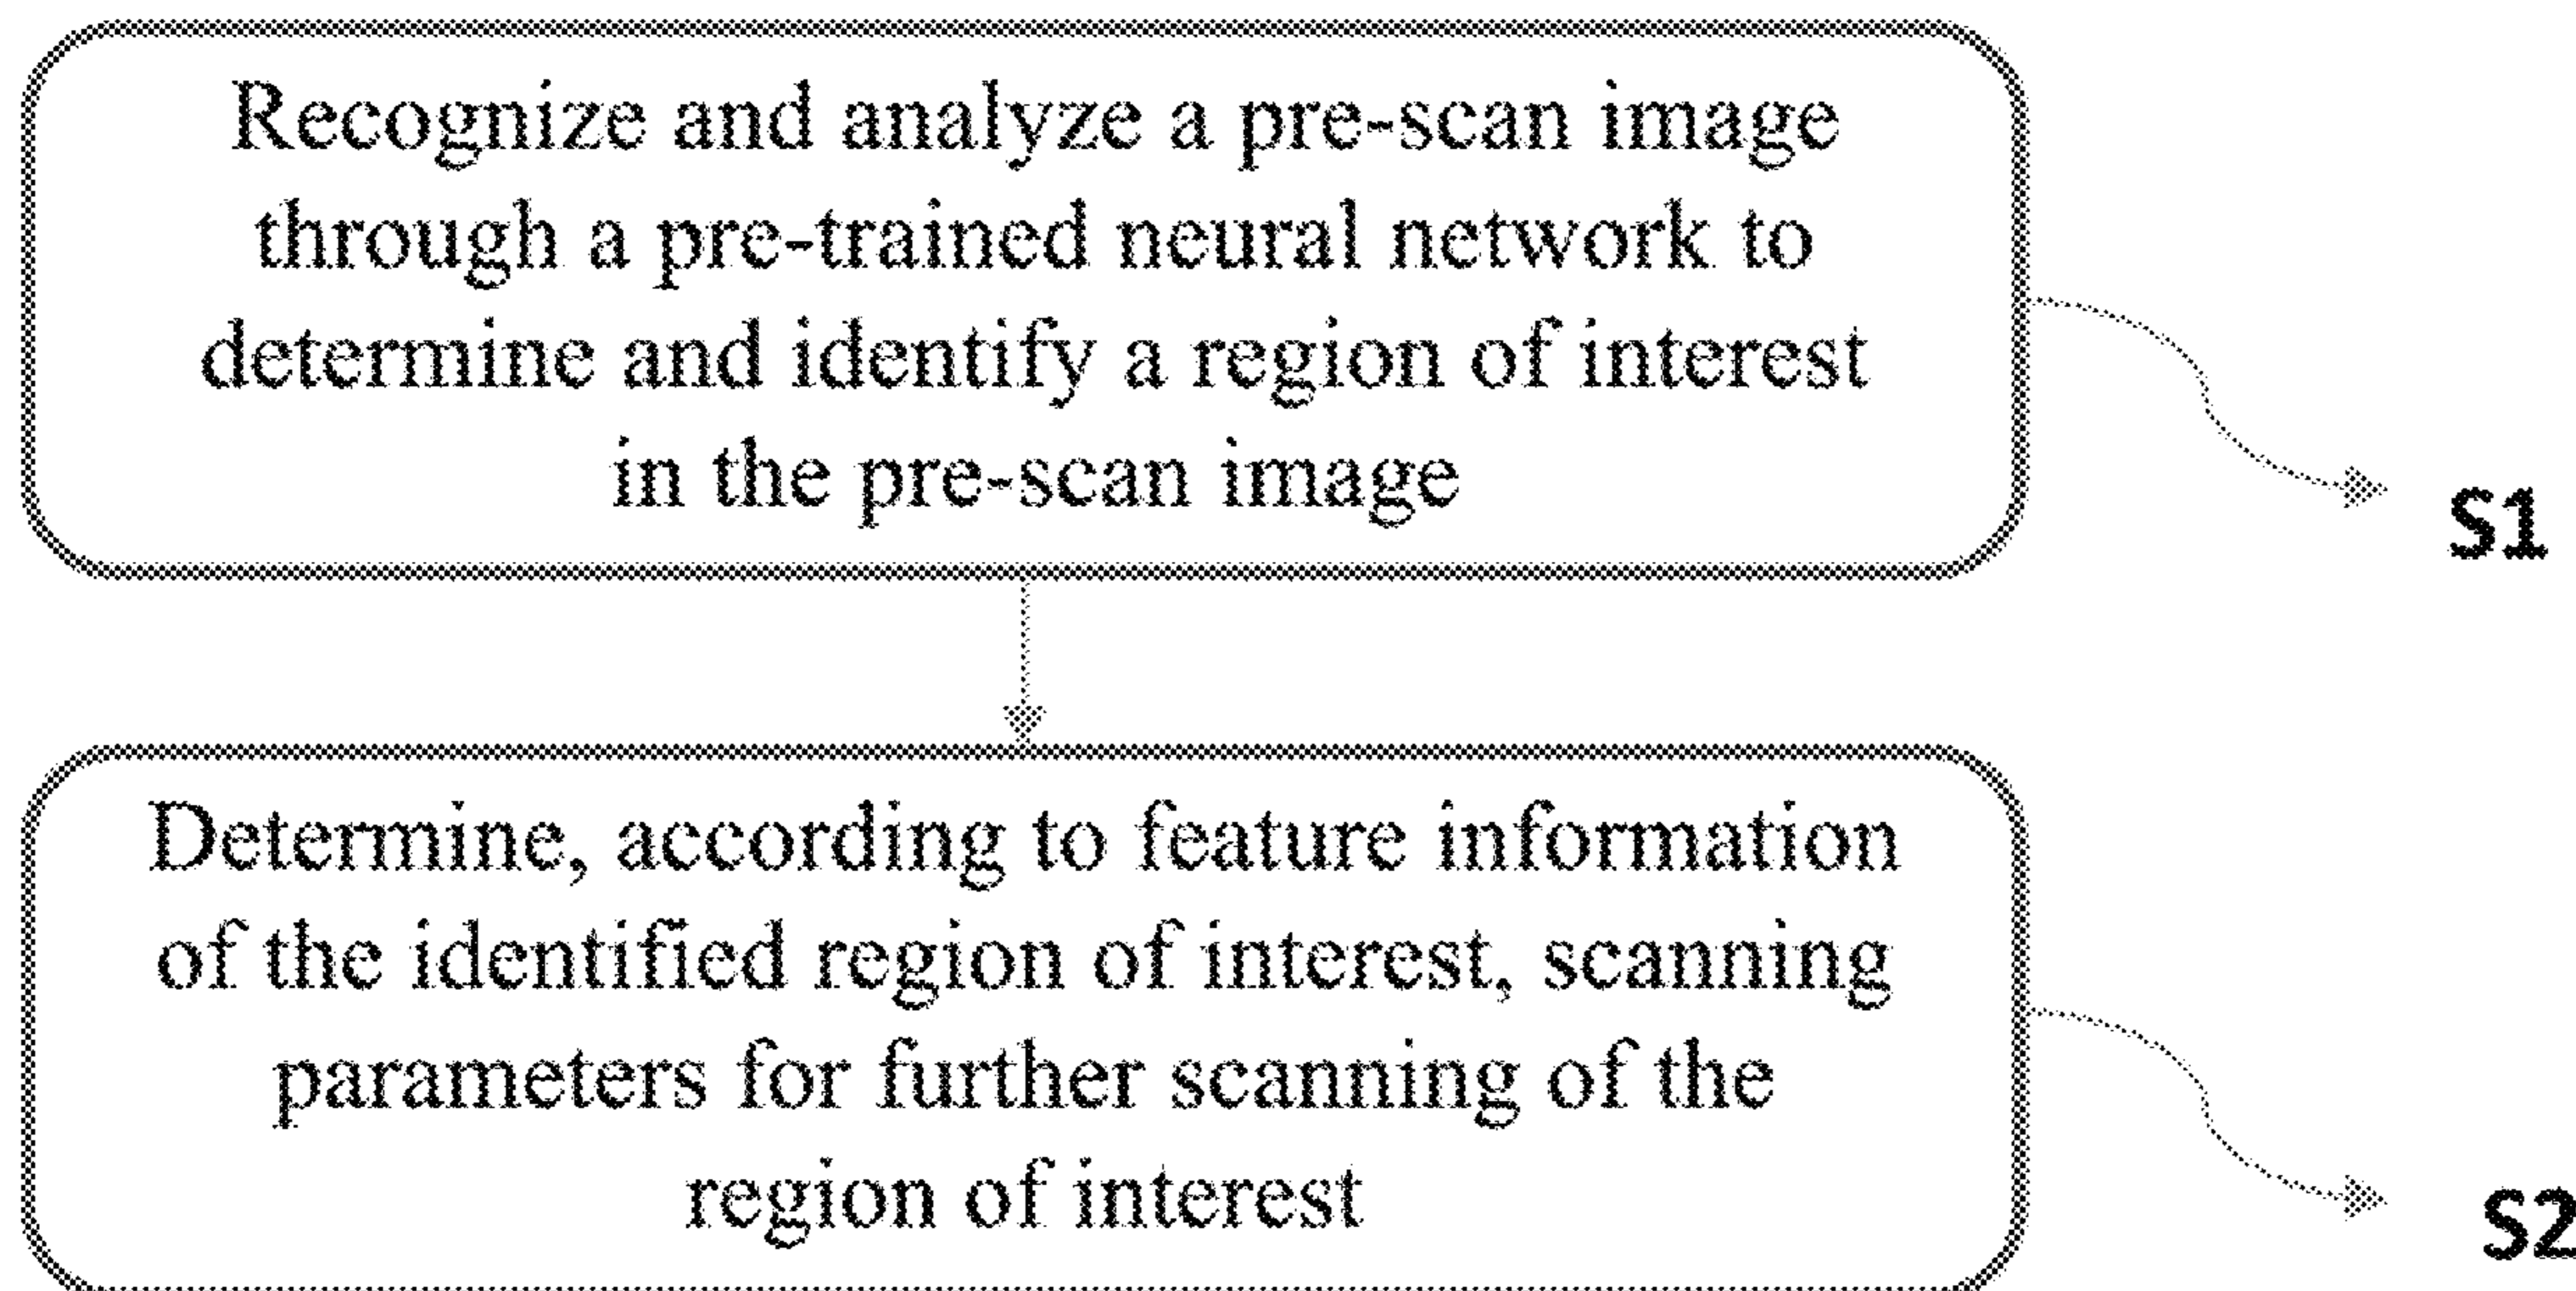 Recognize and analyze a pre-scan image
through a pre-trained neural network to
determine and identify a region of interest
in the pre-scan image
S1
Determine, according to feature information
of the identified region of interest, scanning
parameters for further scanning of the
region of interest
S2